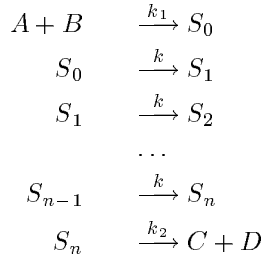 A + B k₁⟶ S₀
S₀ k⟶ S₁
S₁ k⟶ S₂
...
Sₙ₋₁ k⟶ Sₙ
Sₙ k₂⟶ C + D